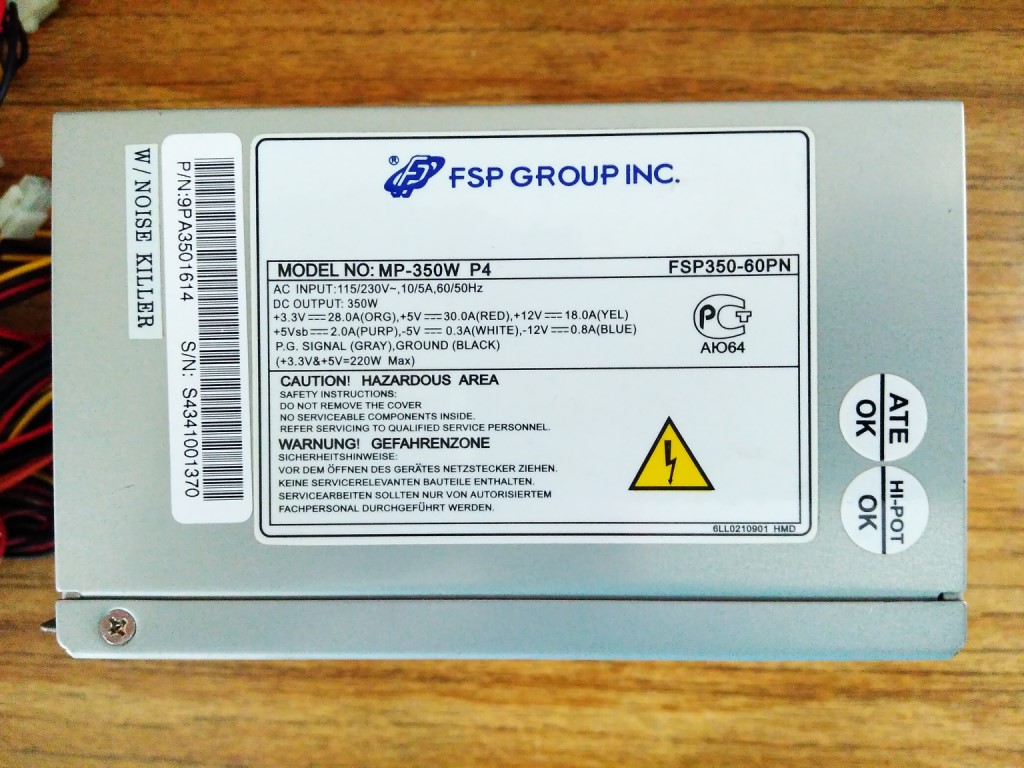 W/NOISE KILLER
P/N:9PA3501614 S/N: S4341001370
® FSP GROUP INC.
MODEL NO: MP-350W P4 FSP350-60PN
AC INPUT:115/230V~,10/5A,60/50Hz
DC OUTPUT: 350W
+3.3V⎓28.0A(ORG),+5V⎓30.0A(RED),+12V⎓18.0A(YEL)
+5Vsb⎓2.0A(PURP),-5V⎓0.3A(WHITE),-12V⎓0.8A(BLUE)
P.G. SIGNAL (GRAY),GROUND (BLACK)
(+3.3V&+5V=220W Max)
РСТ
АЮ64
CAUTION! HAZARDOUS AREA
SAFETY INSTRUCTIONS:
DO NOT REMOVE THE COVER
NO SERVICEABLE COMPONENTS INSIDE.
REFER SERVICING TO QUALIFIED SERVICE PERSONNEL.
WARNUNG! GEFAHRENZONE
SICHERHEITSHINWEISE:
VOR DEM ÖFFNEN DES GERÄTES NETZSTECKER ZIEHEN.
KEINE SERVICERELEVANTEN BAUTEILE ENTHALTEN.
SERVICEARBEITEN SOLLTEN NUR VON AUTORISIERTEM
FACHPERSONAL DURCHGEFÜHRT WERDEN.
6LL0210901 HMD
ATE
OK
HI-POT
OK